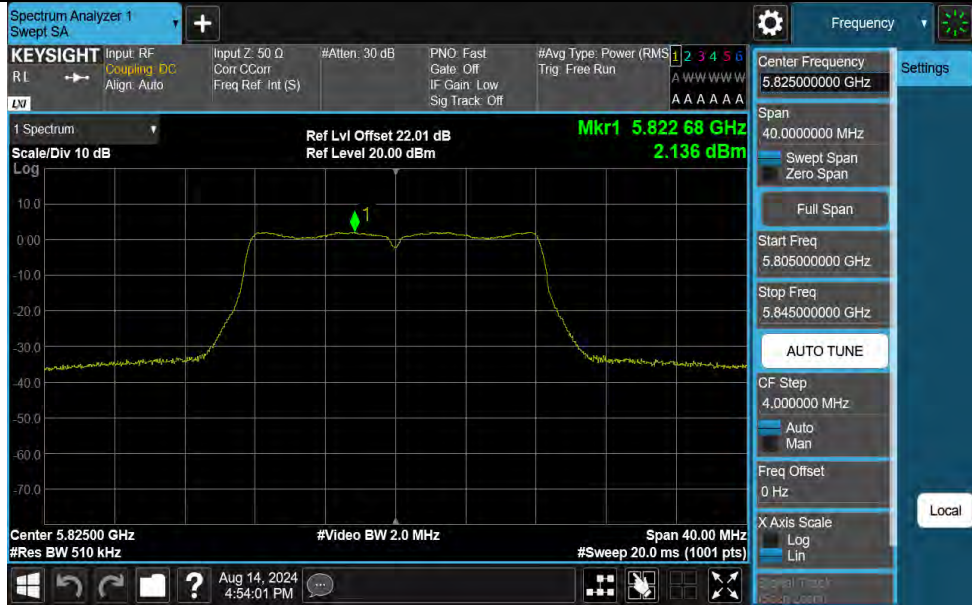 Spectrum Analyzer 1
Swept SA
+
Frequency
KEYSIGHT
RL
LXI
Input: RF
Coupling: DC
Align: Auto
Input Z: 50 Ω
Corr CCorr
Freq Ref: Int (S)
#Atten: 30 dB
PNO: Fast
Gate: Off
IF Gain: Low
Sig Track: Off
#Avg Type: Power (RMS
Trig: Free Run
1 2 3 4 5 6
A W W W W W
A A A A A A
1 Spectrum
Scale/Div 10 dB
Log
Ref Lvl Offset 22.01 dB
Ref Level 20.00 dBm
Mkr1 5.822 68 GHz
2.136 dBm
1
10.0
0.00
-10.0
-20.0
-30.0
-40.0
-50.0
-60.0
-70.0
Center 5.82500 GHz
#Res BW 510 kHz
#Video BW 2.0 MHz
Span 40.00 MHz
#Sweep 20.0 ms (1001 pts)
Center Frequency
5.825000000 GHz
Span
40.0000000 MHz
Swept Span
Zero Span
Full Span
Start Freq
5.805000000 GHz
Stop Freq
5.845000000 GHz
AUTO TUNE
CF Step
4.000000 MHz
Auto
Man
Freq Offset
0 Hz
X Axis Scale
Log
Lin
Signal Track
(Span Zoom)
Settings
Local
?
Aug 14, 2024
4:54:01 PM